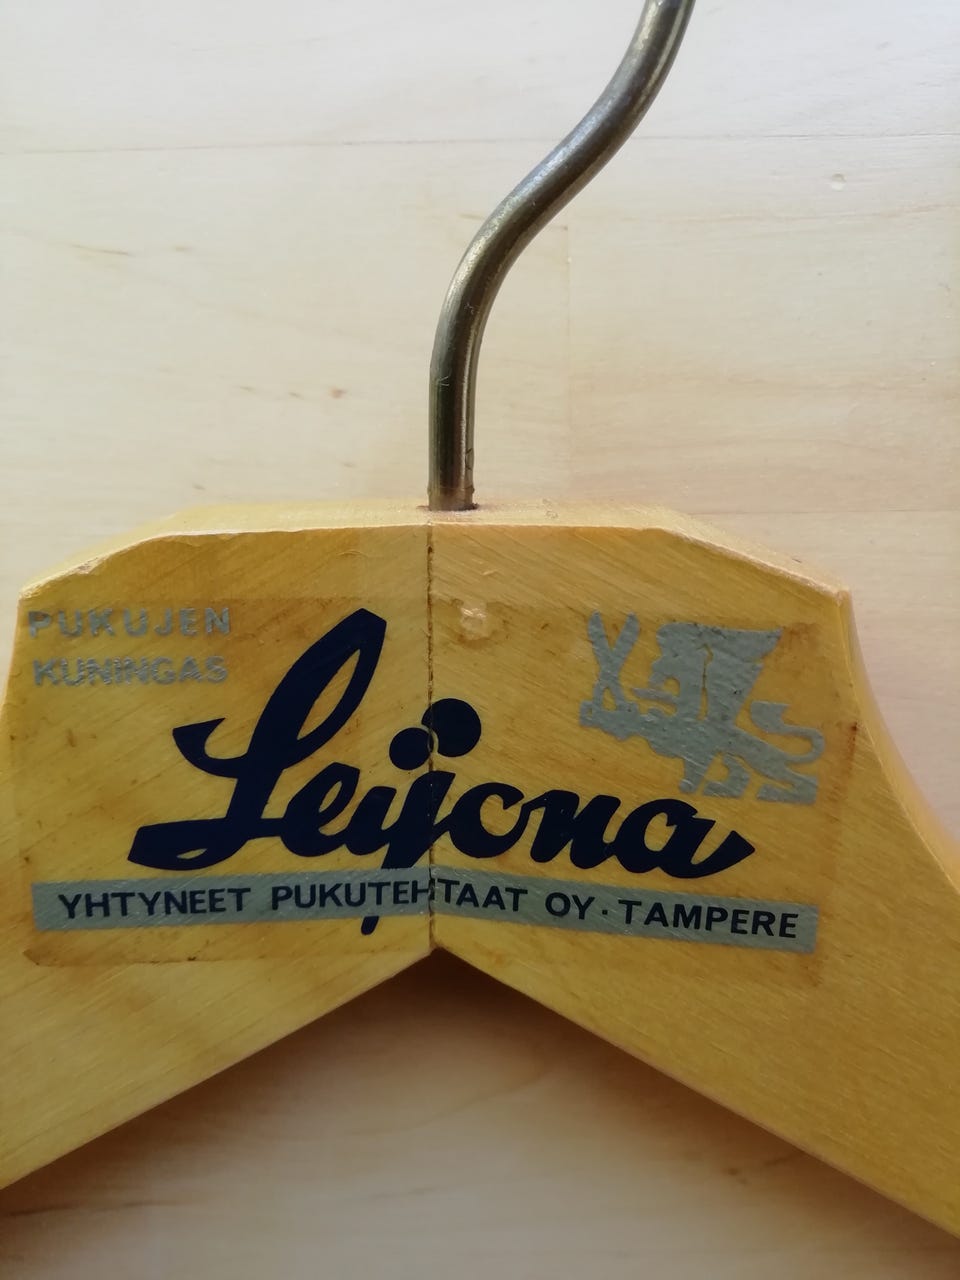 PUKUJEN
KUNINGAS
Leijona
YHTYNEET PUKUTEHTAAT OY · TAMPERE